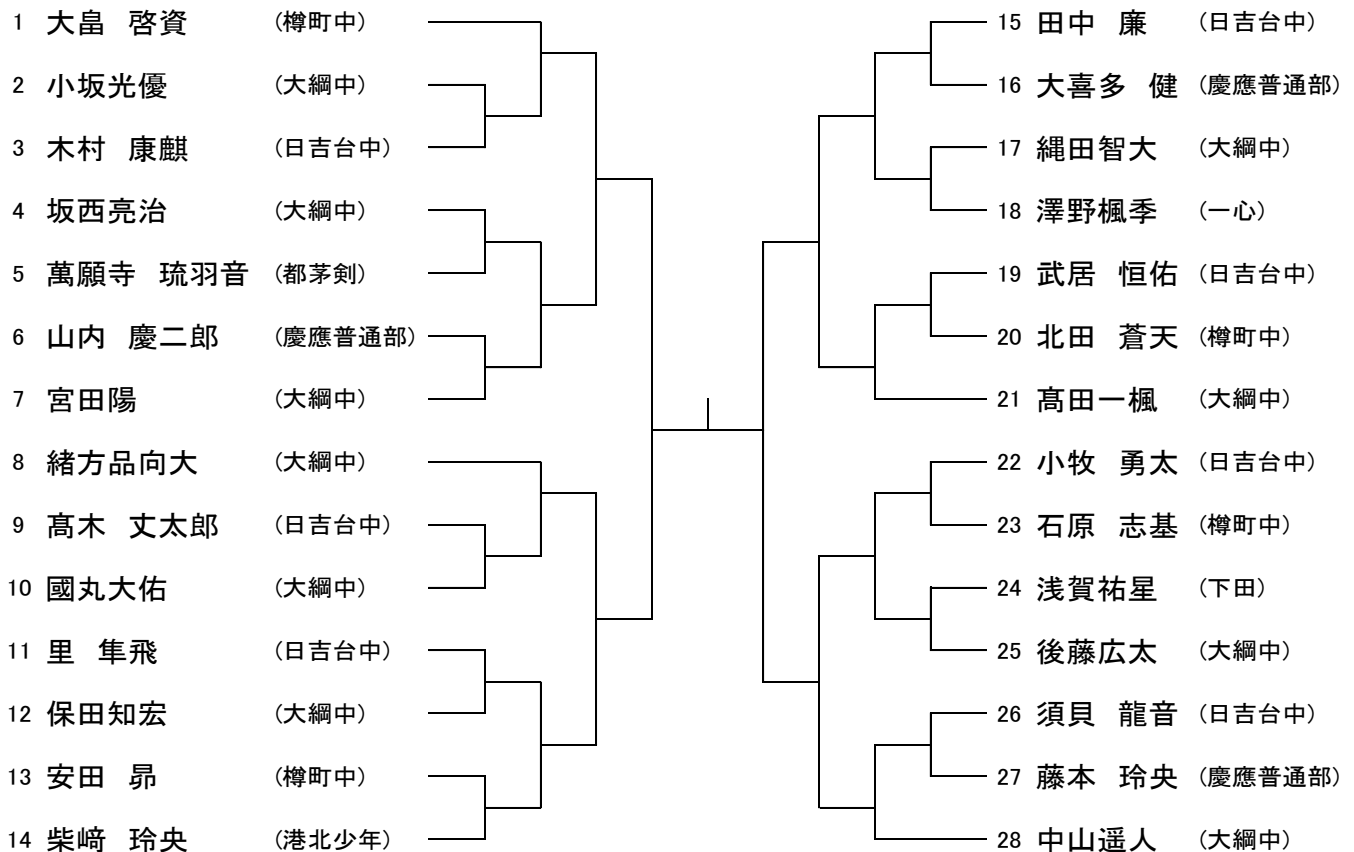 1 大畠 啓資 (樽町中)
2 小坂光優 (大綱中)
3 木村 康麒 (日吉台中)
4 坂西亮治 (大綱中)
5 萬願寺 琉羽音 (都茅剣)
6 山内 慶二郎 (慶應普通部)
7 宮田陽 (大綱中)
8 緒方品向大 (大綱中)
9 髙木 丈太郎 (日吉台中)
10 國丸大佑 (大綱中)
11 里 隼飛 (日吉台中)
12 保田知宏 (大綱中)
13 安田 昴 (樽町中)
14 柴﨑 玲央 (港北少年)
15 田中 廉 (日吉台中)
16 大喜多 健 (慶應普通部)
17 縄田智大 (大綱中)
18 澤野楓季 (一心)
19 武居 恒佑 (日吉台中)
20 北田 蒼天 (樽町中)
21 髙田一楓 (大綱中)
22 小牧 勇太 (日吉台中)
23 石原 志基 (樽町中)
24 浅賀祐星 (下田)
25 後藤広太 (大綱中)
26 須貝 龍音 (日吉台中)
27 藤本 玲央 (慶應普通部)
28 中山遥人 (大綱中)